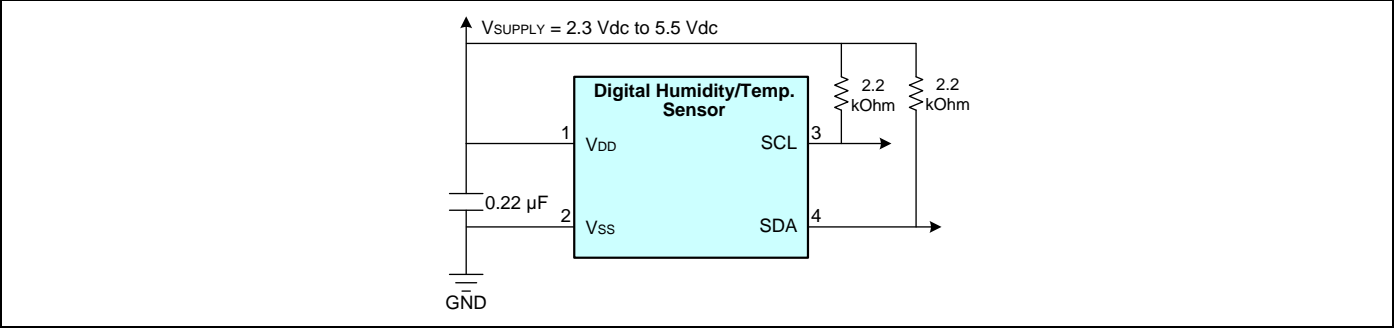 VSUPPLY = 2.3 Vdc to 5.5 Vdc
Digital Humidity/Temp.
Sensor
2.2
kOhm
2.2
kOhm
1
VDD
SCL
3
0.22 µF
2
VSS
SDA
4
GND